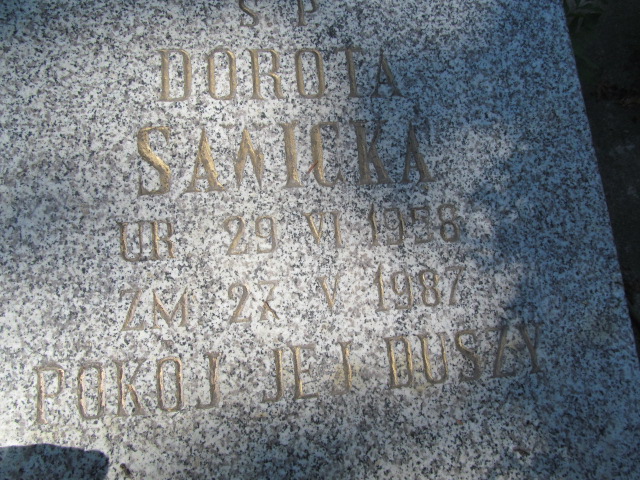 S P
DOROTA
SAWICKA
UR 29 VI 1958
ZM 27 V 1987
POKOJ JEJ DUSZY